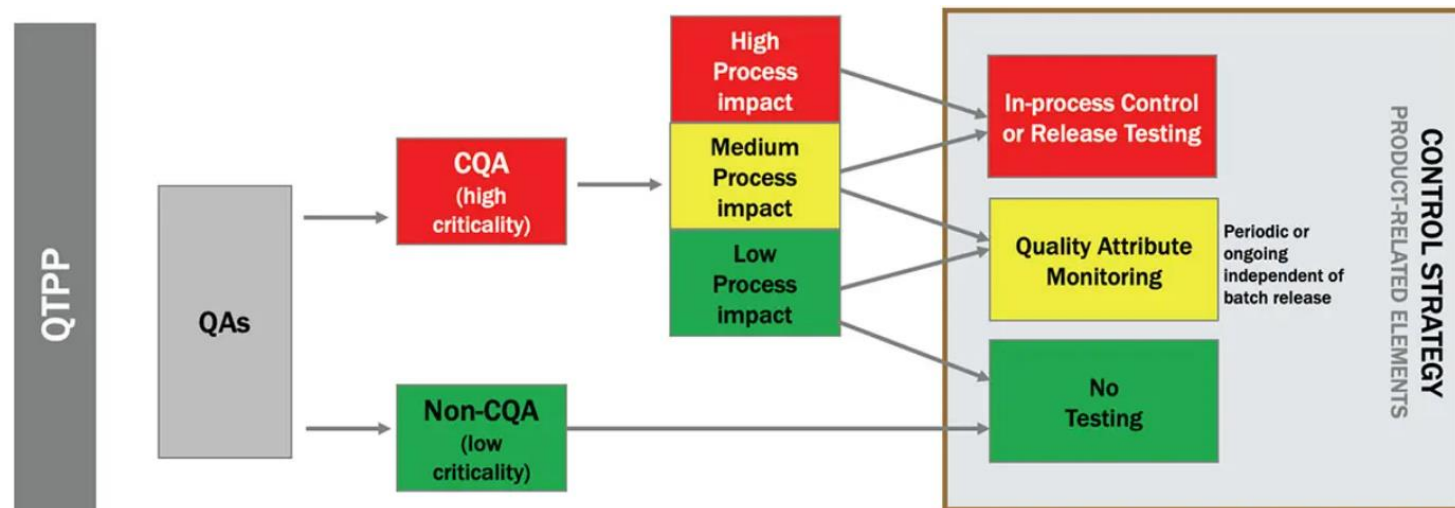 QTPP
QAs
CQA
(high
criticality)
Non-CQA
(low
criticality)
High
Process
impact
Medium
Process
impact
Low
Process
impact
In-process Control
or Release Testing
Quality Attribute
Monitoring
Periodic or
ongoing
independent of
batch release
No
Testing
CONTROL STRATEGY
PRODUCT-RELATED ELEMENTS